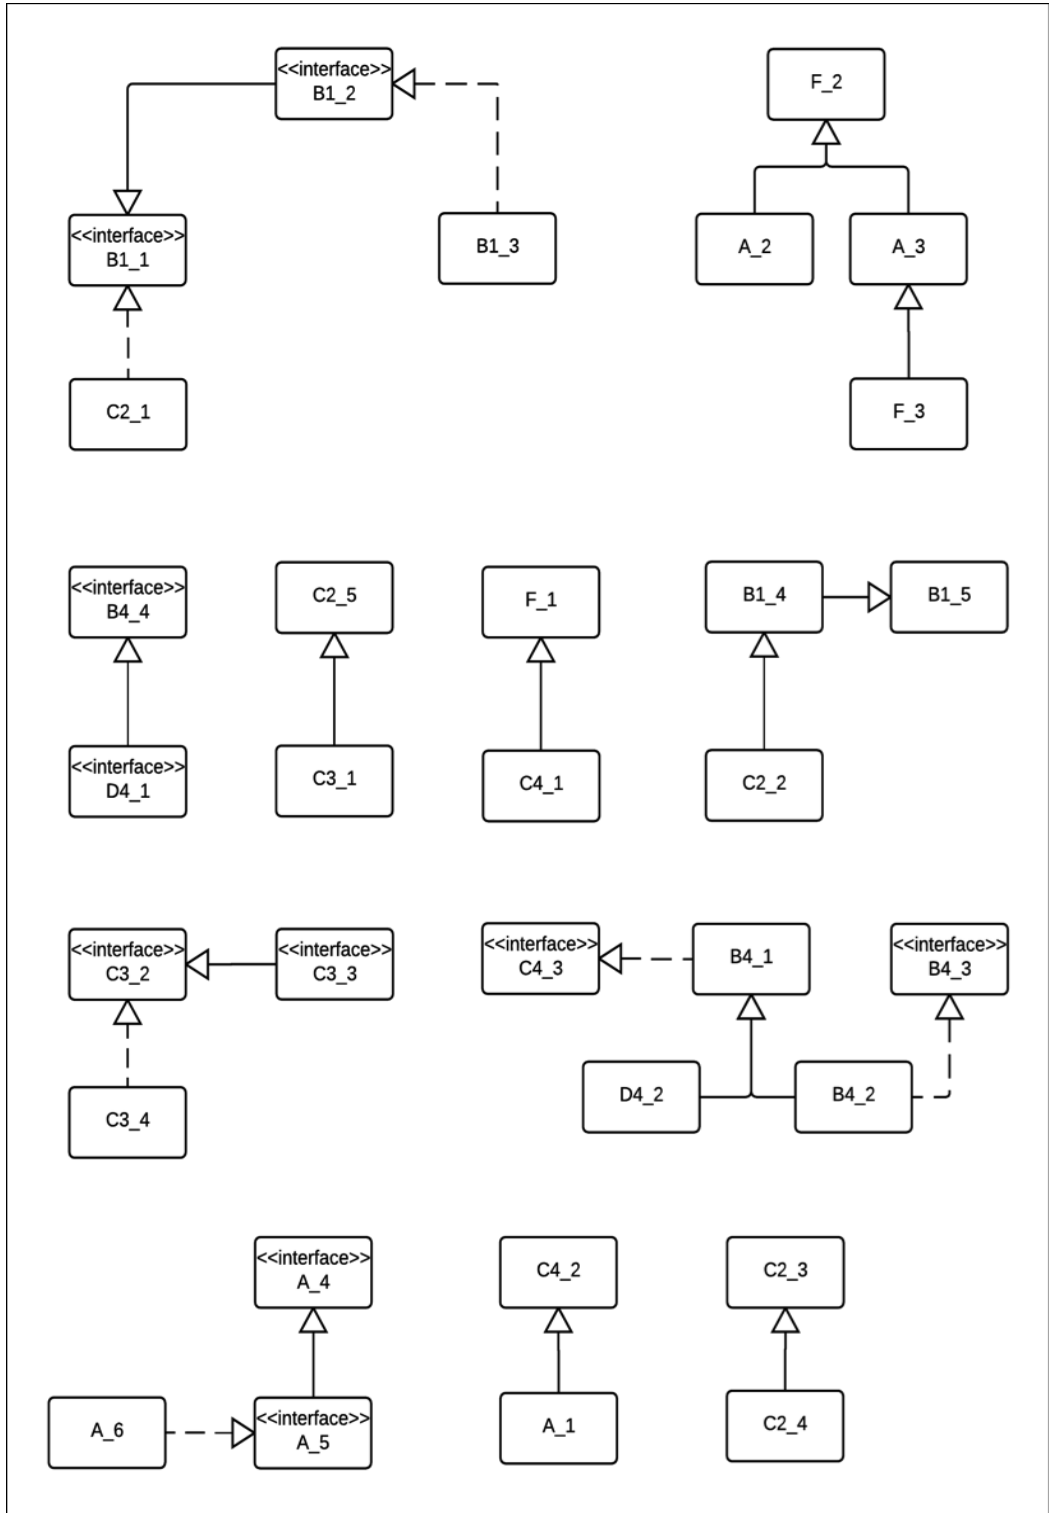 <<interface>>
B1_2
F_2
<<interface>>
B1_1
B1_3
A_2
A_3
C2_1
F_3
<<interface>>
B4_4
C2_5
F_1
B1_4
B1_5
<<interface>>
D4_1
C3_1
C4_1
C2_2
<<interface>>
C3_2
<<interface>>
C3_3
<<interface>>
C4_3
B4_1
<<interface>>
B4_3
C3_4
D4_2
B4_2
<<interface>>
A_4
C4_2
C2_3
A_6
<<interface>>
A_5
A_1
C2_4